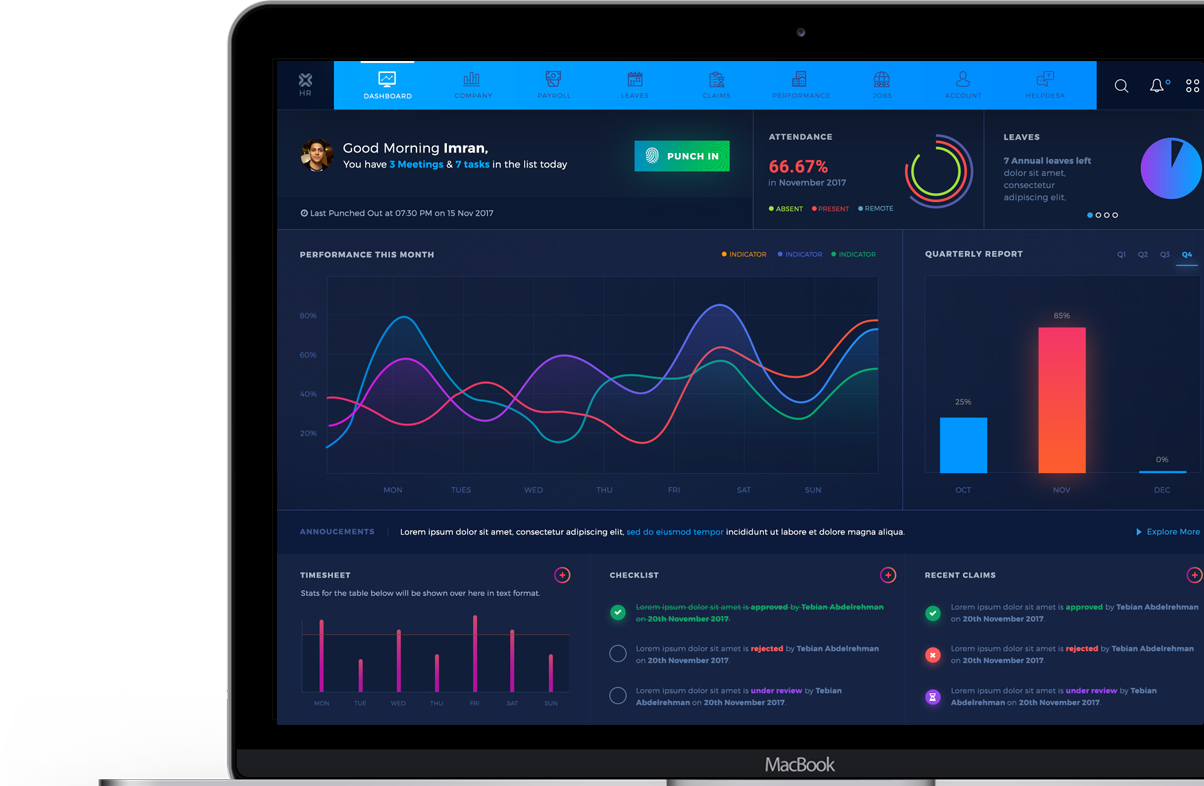 HR
DASHBOARD
COMPANY
PAYROLL
LEAVES
CLAIMS
PERFORMANCE
JOBS
ACCOUNT
HELPDESK
Good Morning Imran,
You have 3 Meetings & 7 tasks in the list today
PUNCH IN
Last Punched Out at 07:30 PM on 15 Nov 2017
ATTENDANCE
66.67%
in November 2017
ABSENT PRESENT REMOTE
LEAVES
7 Annual leaves left
dolor sit amet,
consectetur
adipiscing elit,
PERFORMANCE THIS MONTH
INDICATOR INDICATOR INDICATOR
80%
60%
40%
20%
MON TUES WED THU FRI SAT SUN
QUARTERLY REPORT
Q1 Q2 Q3 Q4
25%
85%
0%
OCT NOV DEC
ANNOUCEMENTS
Lorem ipsum dolor sit amet, consectetur adipiscing elit, sed do eiusmod tempor incididunt ut labore et dolore magna aliqua.
Explore More
TIMESHEET
Stats for the table below will be shown over here in text format.
MON TUE WED THU FRI SAT SUN
CHECKLIST
Lorem ipsum dolor sit amet is approved by Tebian Abdelrehman
on 20th November 2017.
Lorem ipsum dolor sit amet is rejected by Tebian Abdelrehman
on 20th November 2017.
Lorem ipsum dolor sit amet is under review by Tebian
Abdelrehman on 20th November 2017.
RECENT CLAIMS
Lorem ipsum dolor sit amet is approved by Tebian Abdelrehman
on 20th November 2017.
Lorem ipsum dolor sit amet is rejected by Tebian Abdelrehman
on 20th November 2017.
Lorem ipsum dolor sit amet is under review by Tebian
Abdelrehman on 20th November 2017.
MacBook